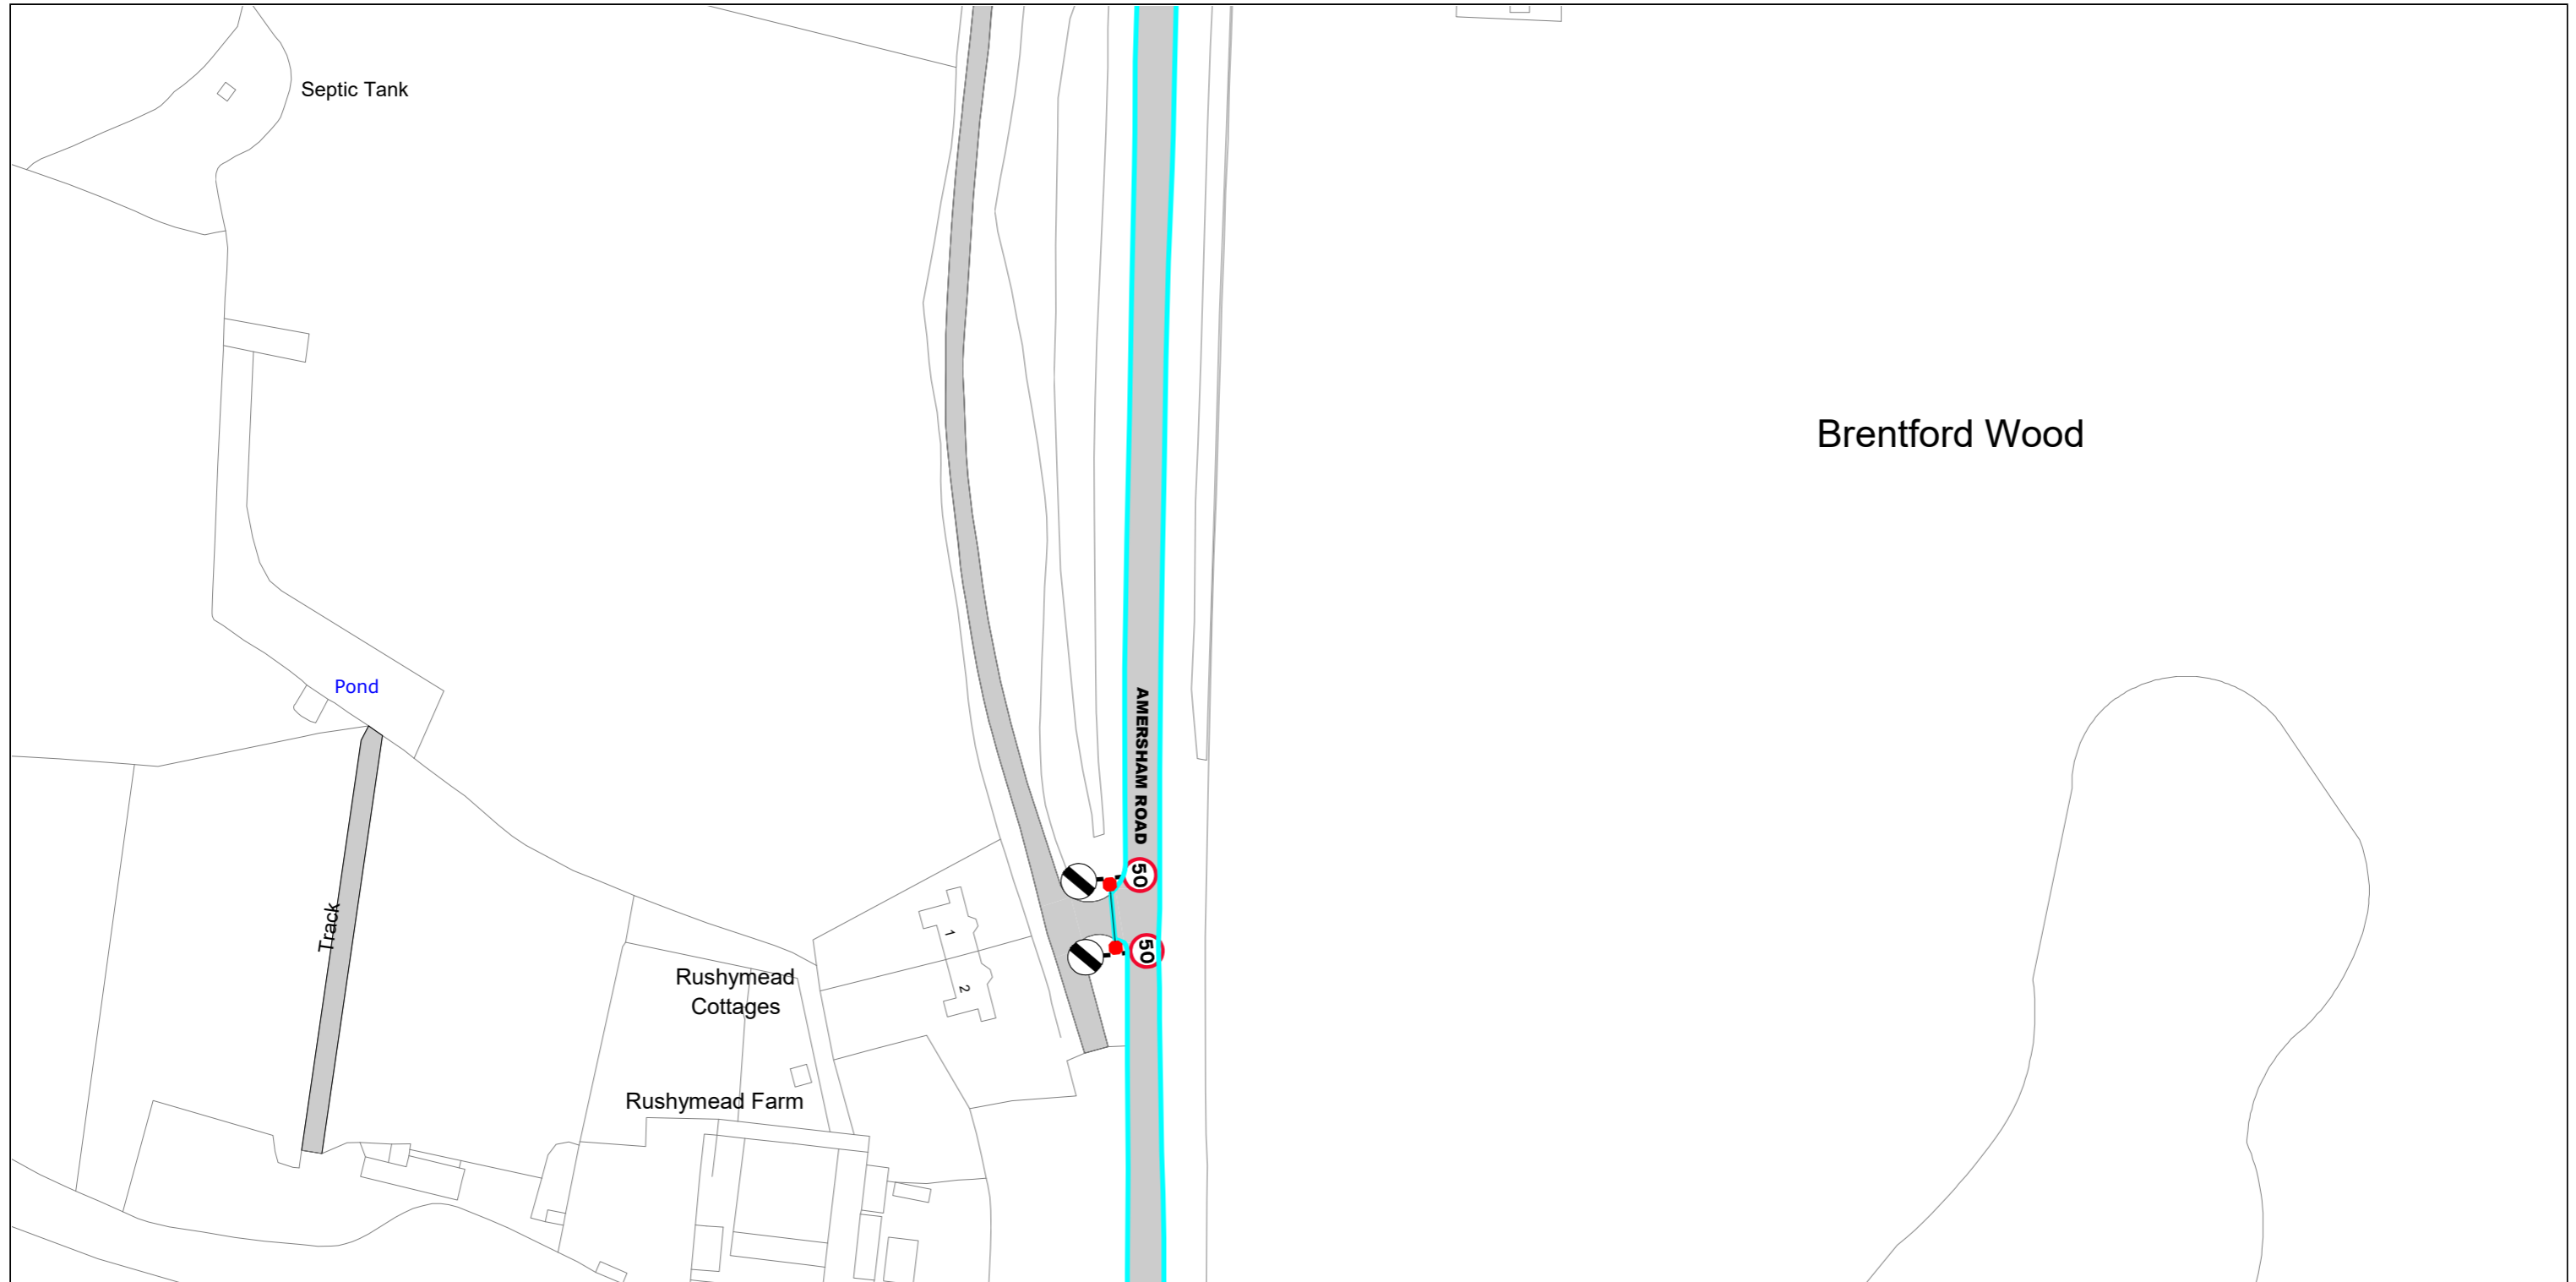 Septic Tank
Brentford Wood
Pond
AMERSHAM ROAD
50
Track
1
50
Rushymead
Cottages
2
Rushymead Farm